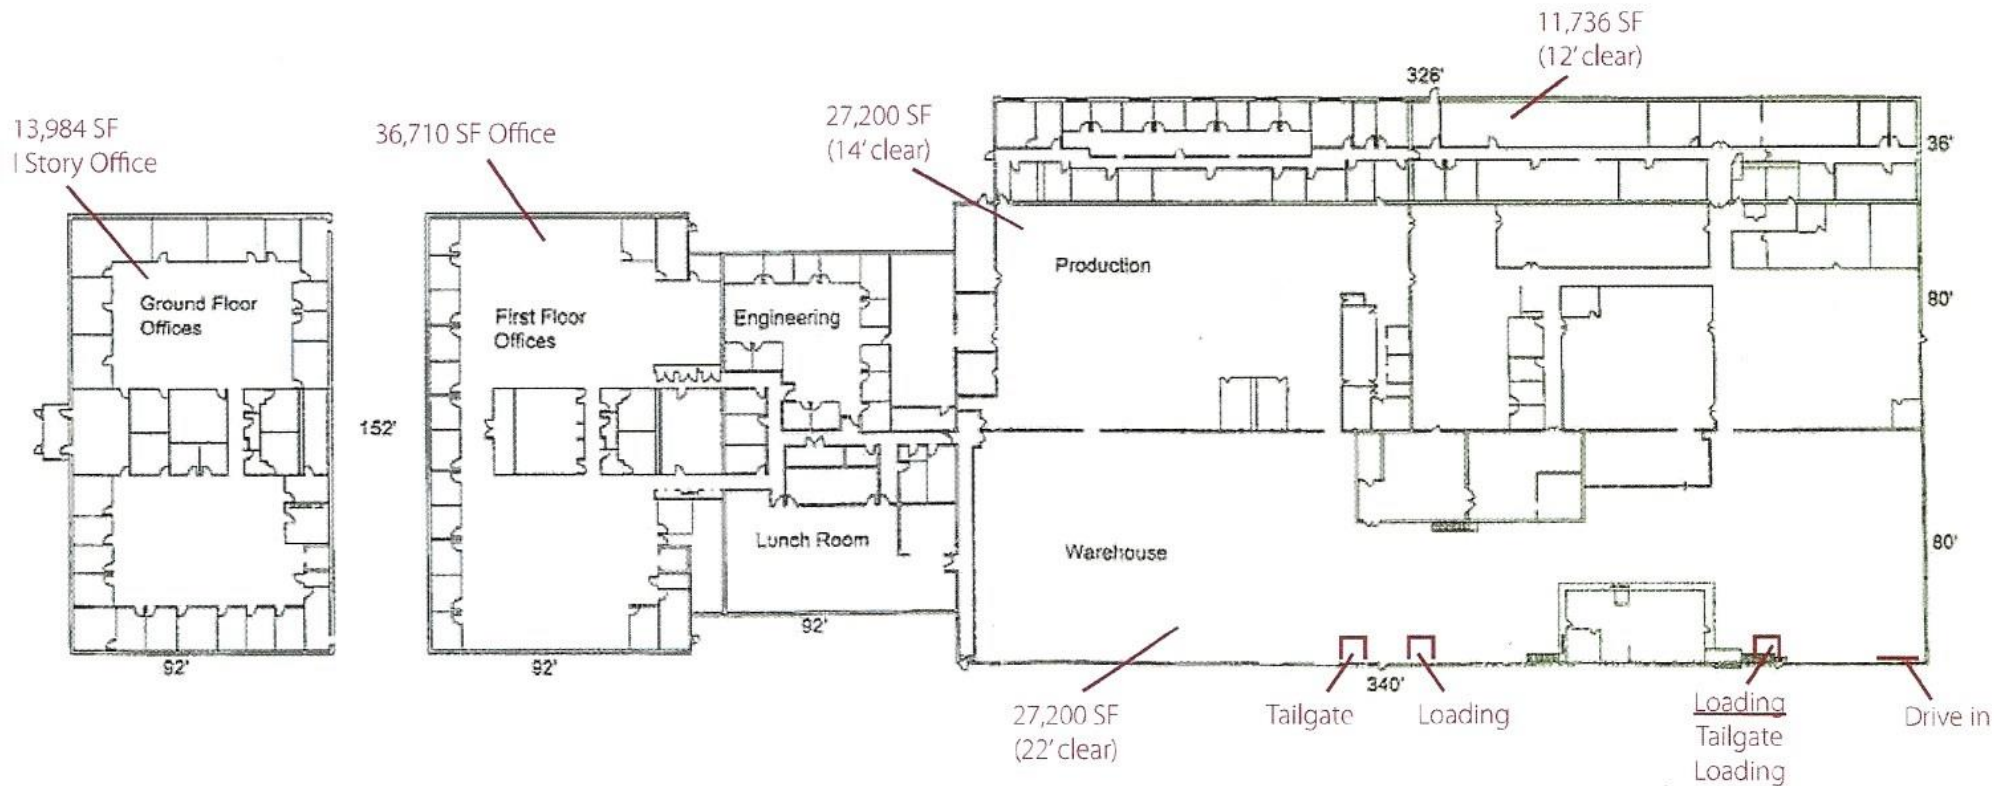 11,736 SF
(12' clear)
326'
13,984 SF
I Story Office
36,710 SF Office
27,200 SF
(14' clear)
36'
Ground Floor
Offices
First Floor
Offices
Engineering
Production
80'
152'
Lunch Room
Warehouse
80'
92'
92'
92'
340'
27,200 SF
(22' clear)
Tailgate
Loading
Loading
Tailgate
Loading
Drive in